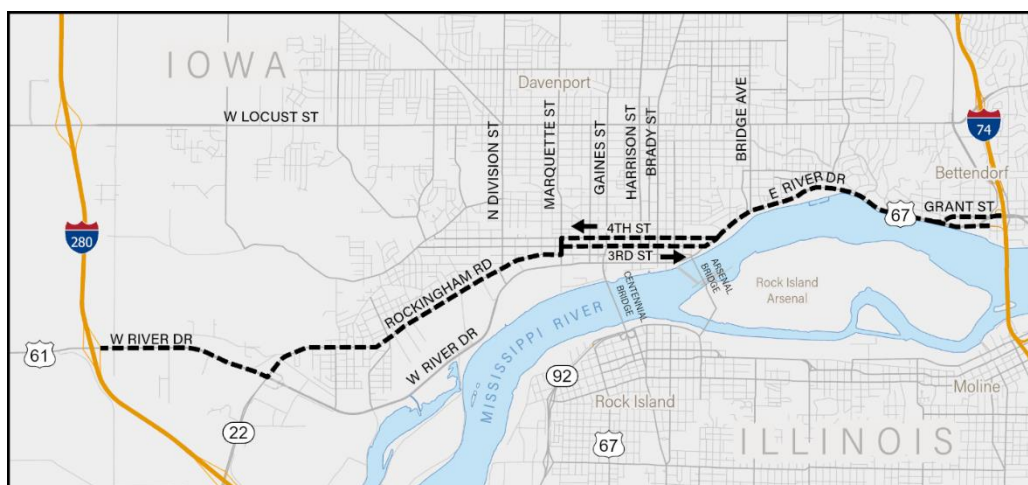 IOWA
Davenport
W LOCUST ST
N DIVISION ST
MARQUETTE ST
GAINES ST
HARRISON ST
BRADY ST
BRIDGE AVE
74
Bettendorf
E RIVER DR
67
GRANT ST
280
4TH ST
3RD ST
ROCKINGHAM RD
CENTENNIAL
BRIDGE
ARSENAL
BRIDGE
Rock Island
Arsenal
W RIVER DR
61
W RIVER DR
MISSISSIPPI RIVER
92
Rock Island
Moline
22
67
ILLINOIS